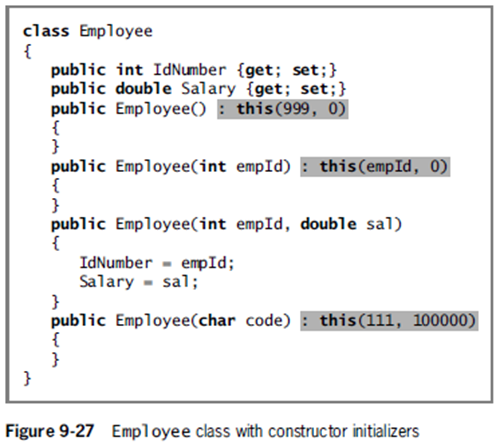 class Employee
{
public int IdNumber {get; set;}
public double Salary {get; set;}
public Employee() : this(999, 0)
{
}
public Employee(int empId) : this(empId, 0)
{
}
public Employee(int empId, double sal)
{
IdNumber = empId;
Salary = sal;
}
public Employee(char code) : this(111, 100000)
{
}
}
Figure 9-27 Employee class with constructor initializers